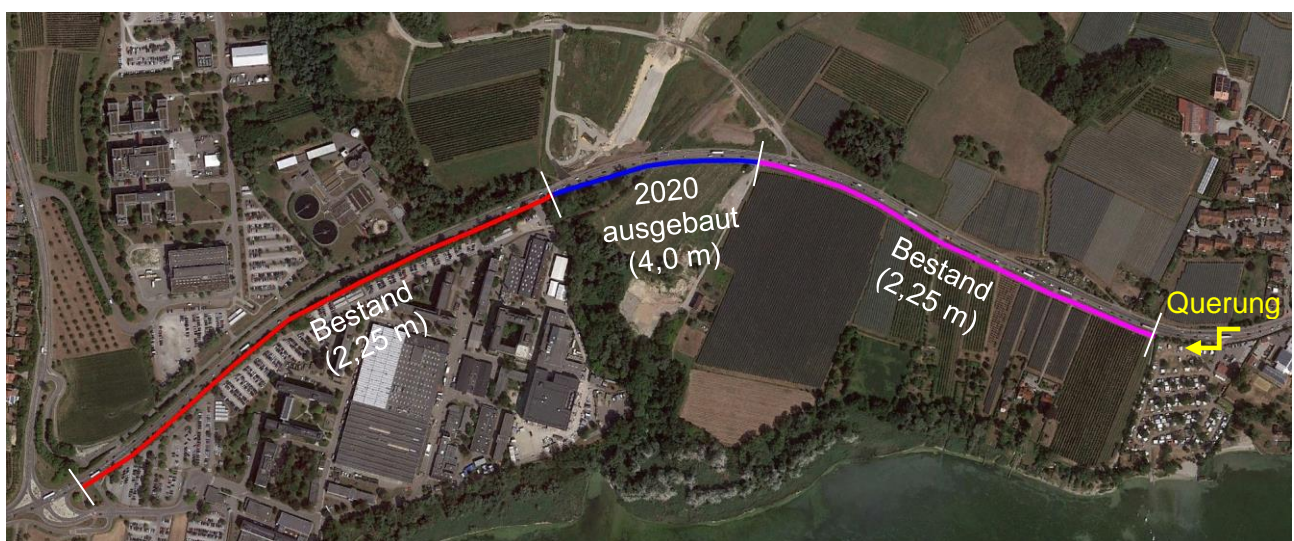 2020
ausgebaut
(4,0 m)
Bestand
(2,25 m)
Bestand
(2,25 m)
Querung